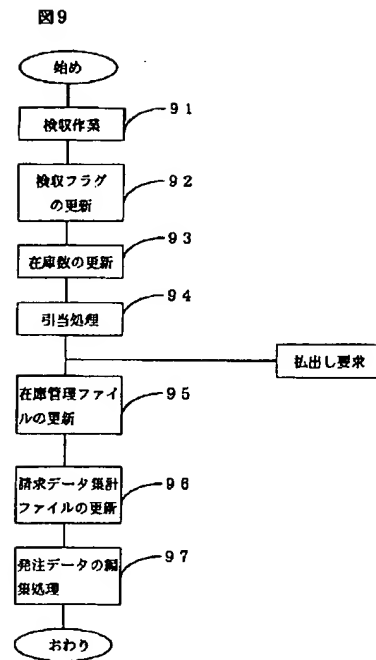 図9
始め
検収作業
91
検収フラグ
の更新
92
在庫数の更新
93
引当処理
94
払出し要求
在庫管理ファイ
ルの更新
95
請求データ集計
ファイルの更新
96
発注データの編
集処理
97
おわり